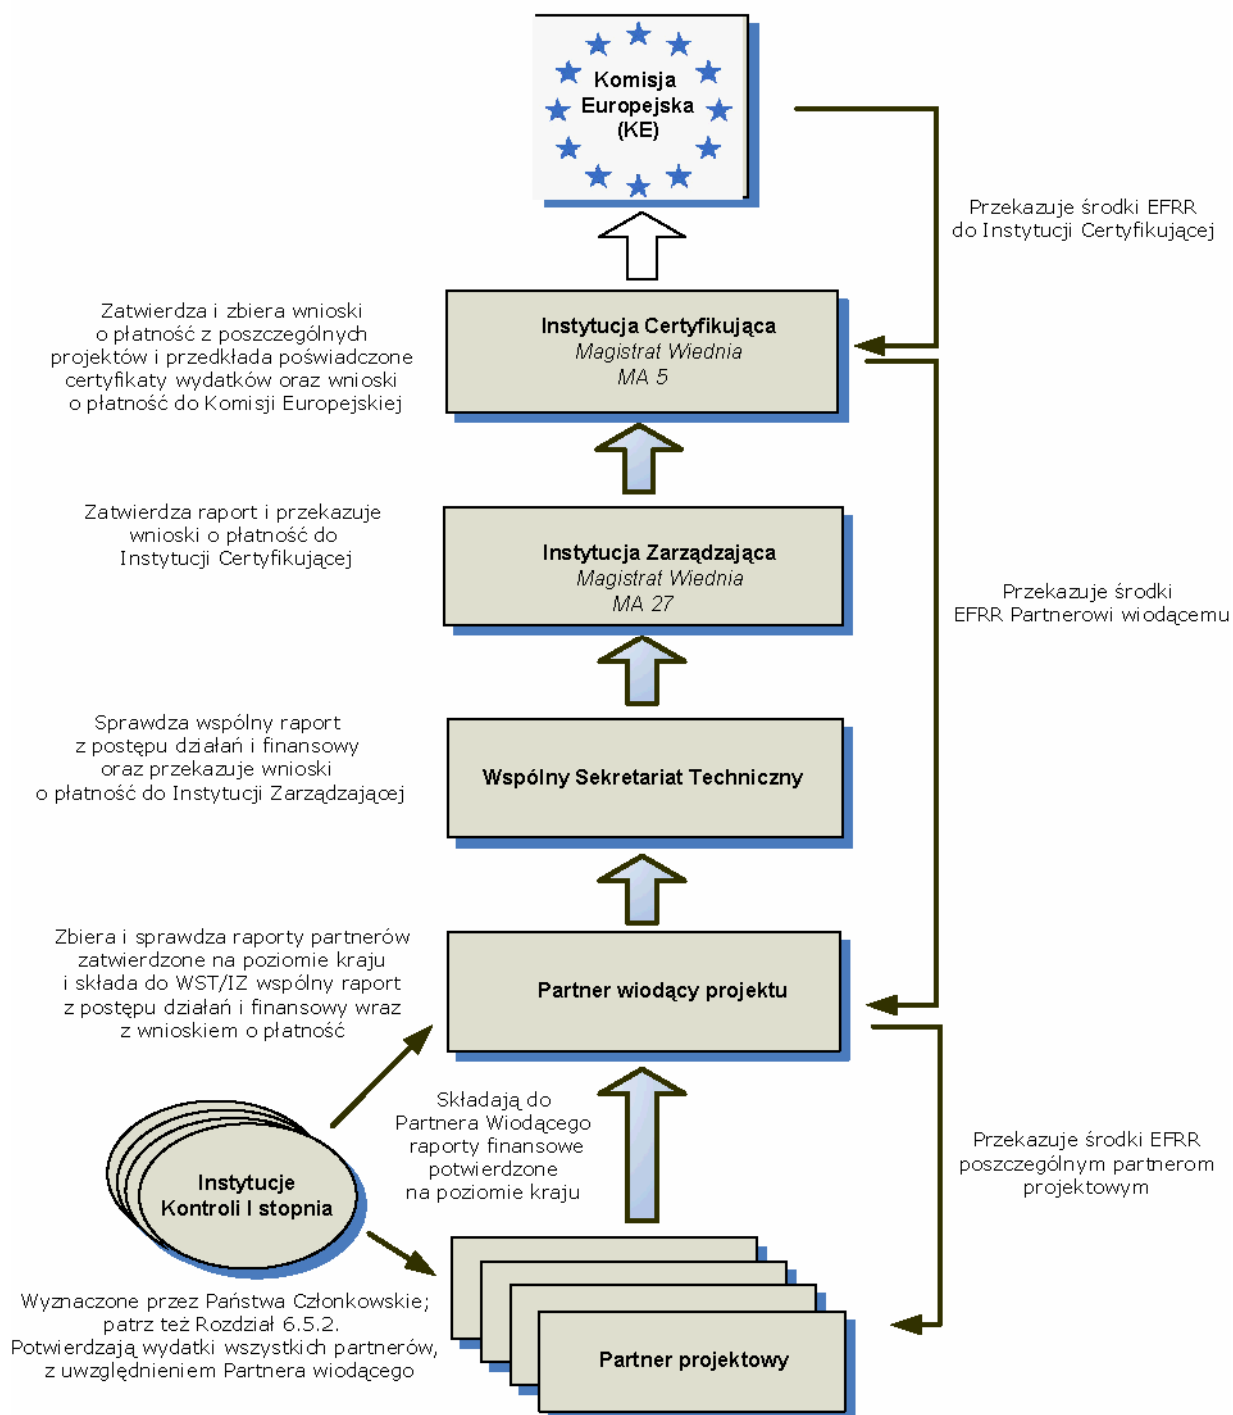 Komisja
Europejska
(KE)
Przekazuje środki EFRR
do Instytucji Certyfikującej
Zatwierdza i zbiera wnioski
o płatność z poszczególnych
projektów i przedkłada poświadczone
certyfikaty wydatków oraz wnioski
o płatność do Komisji Europejskiej
Instytucja Certyfikująca
Magistrat Wiednia
MA 5
Zatwierdza raport i przekazuje
wnioski o płatność do
Instytucji Certyfikującej
Instytucja Zarządzająca
Magistrat Wiednia
MA 27
Przekazuje środki
EFRR Partnerowi wiodącemu
Sprawdza wspólny raport
z postępu działań i finansowy
oraz przekazuje wnioski
o płatność do Instytucji Zarządzającej
Wspólny Sekretariat Techniczny
Zbiera i sprawdza raporty partnerów
zatwierdzone na poziomie kraju
i składa do WST/IZ wspólny raport
z postępu działań i finansowy wraz
z wnioskiem o płatność
Partner wiodący projektu
Składają do
Partnera Wiodącego
raporty finansowe
potwierdzone
na poziomie kraju
Przekazuje środki EFRR
poszczególnym partnerom
projektowym
Instytucje
Kontroli I stopnia
Wyznaczone przez Państwa Członkowskie;
patrz też Rozdział 6.5.2.
Potwierdzają wydatki wszystkich partnerów,
z uwzględnieniem Partnera wiodącego
Partner projektowy